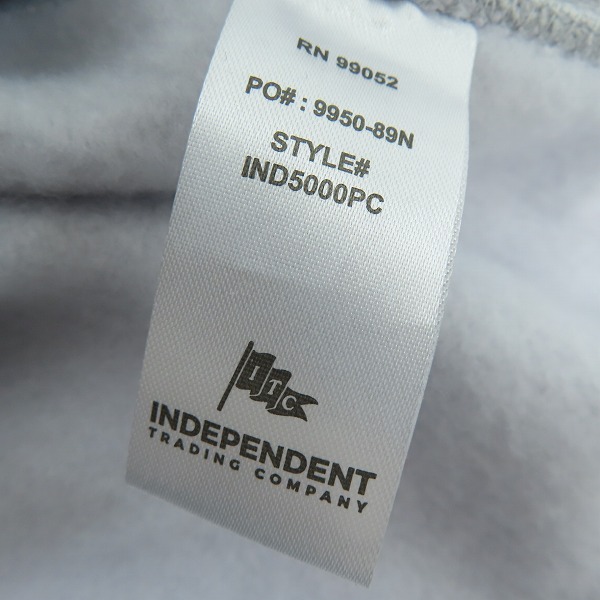 RN 99052
PO# : 9950-89N
STYLE#
IND5000PC
ITC
INDEPENDENT
TRADING COMPANY